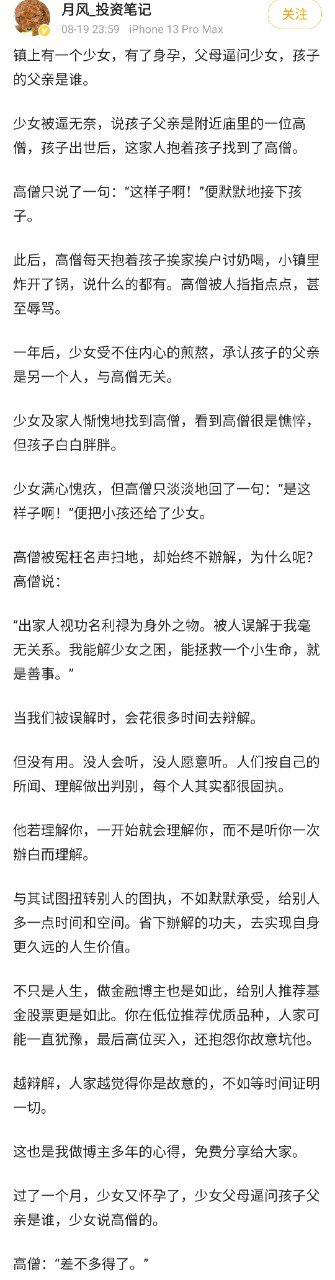 月风_投资笔记
08-19 23:59 iPhone 13 Pro Max
关注
镇上有一个少女，有了身孕，父母逼问少女，孩子
的父亲是谁。
少女被逼无奈，说孩子父亲是附近庙里的一位高
僧，孩子出世后，这家人抱着孩子找到了高僧。
高僧只说了一句：“这样子啊！”便默默地接下孩
子。
此后，高僧每天抱着孩子挨家挨户讨奶喝，小镇里
炸开了锅，说什么的都有。高僧被人指指点点，甚
至辱骂。
一年后，少女受不住内心的煎熬，承认孩子的父亲
是另一个人，与高僧无关。
少女及家人惭愧地找到高僧，看到高僧很是憔悴，
但孩子白白胖胖。
少女满心愧疚，但高僧只淡淡地回了一句：“是这
样子啊！”便把小孩还给了少女。
高僧被冤枉名声扫地，却始终不辩解，为什么呢？
高僧说：
“出家人视功名利禄为身外之物。被人误解于我毫
无关系。我能解少女之困，能拯救一个小生命，就
是善事。”
当我们被误解时，会花很多时间去辩解。
但没有用。没人会听，没人愿意听。人们按自己的
所闻、理解做出判别，每个人其实都很固执。
他若理解你，一开始就会理解你，而不是听你一次
辩白而理解。
与其试图扭转别人的固执，不如默默承受，给别人
多一点时间和空间。省下辩解的功夫，去实现自身
更久远的人生价值。
不只是人生，做金融博主也是如此，给别人推荐基
金股票更是如此。你在低位推荐优质品种，人家可
能一直犹豫，最后高位买入，还抱怨你故意坑他。
越辩解，人家越觉得你是故意的，不如等时间证明
一切。
这也是我做博主多年的心得，免费分享给大家。
过了一个月，少女又怀孕了，少女父母逼问孩子父
亲是谁，少女说高僧的。
高僧：“差不多得了。”